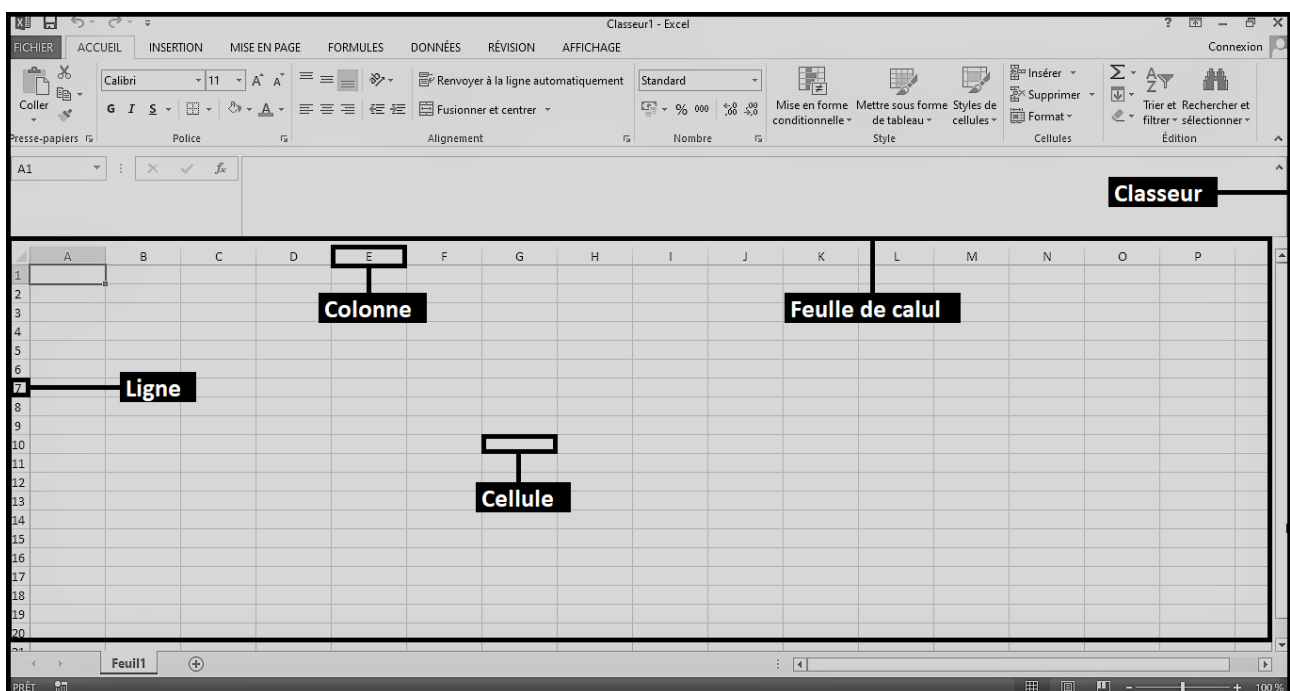 Classeur1 - Excel
?
FICHIER ACCUEIL INSERTION MISE EN PAGE FORMULES DONNÉES RÉVISION AFFICHAGE Connexion
Coller
Calibri 11 A A
Renvoyer à la ligne automatiquement
Standard
G I S A
Fusionner et centrer
% 000
Mise en forme conditionnelle
Mettre sous forme de tableau
Styles de cellules
Insérer
Supprimer
Format
Trier et filtrer
Rechercher et sélectionner
Presse-papiers Police Alignement Nombre Style Cellules Édition
A1 fx
Classeur
A B C D E F G H I J K L M N O P
1
2
3
Colonne Feulle de calul
4
5
6
7 Ligne
8
9
10
11
12
13 Cellule
14
15
16
17
18
19
20
21
Feuil1
PRÊT 100 %